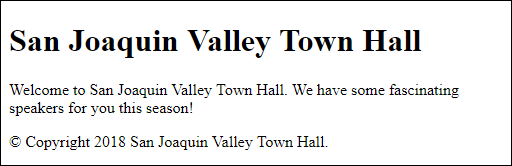 San Joaquin Valley Town Hall
Welcome to San Joaquin Valley Town Hall. We have some fascinating
speakers for you this season!
© Copyright 2018 San Joaquin Valley Town Hall.